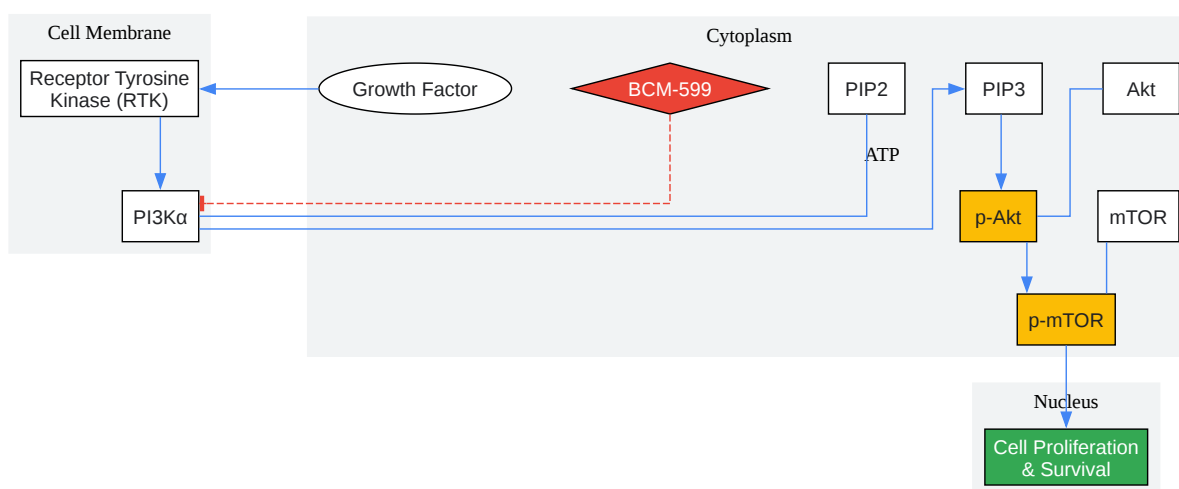 Cell Membrane
Cytoplasm
Receptor Tyrosine
Kinase (RTK)
Growth Factor
BCM-599
PIP2
PIP3
Akt
ATP
PI3Kα
p-Akt
mTOR
p-mTOR
Nucleus
Cell Proliferation
& Survival